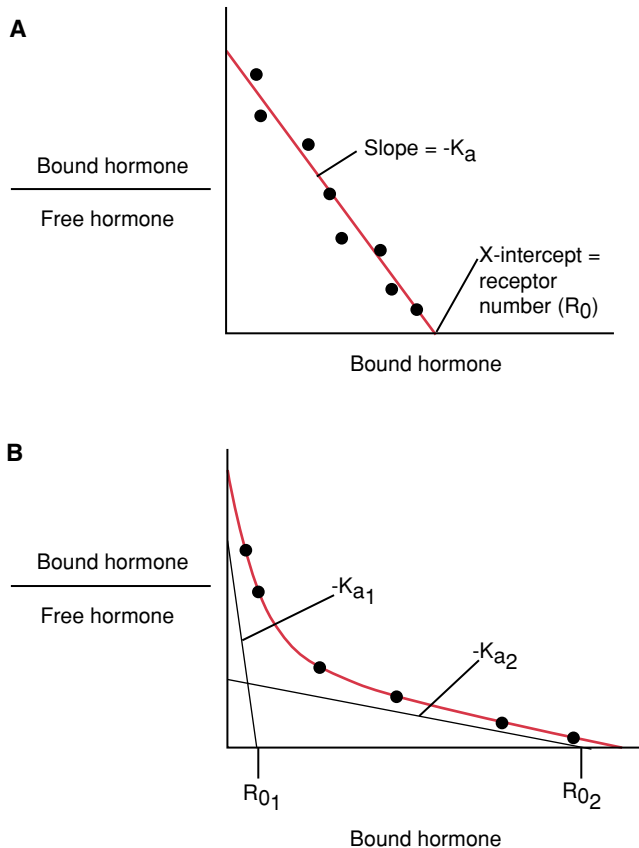 A
Bound hormone
Free hormone
Slope = -Ka
X-intercept =
receptor
number (R0)
Bound hormone
B
Bound hormone
Free hormone
-Ka1
-Ka2
R01
R02
Bound hormone